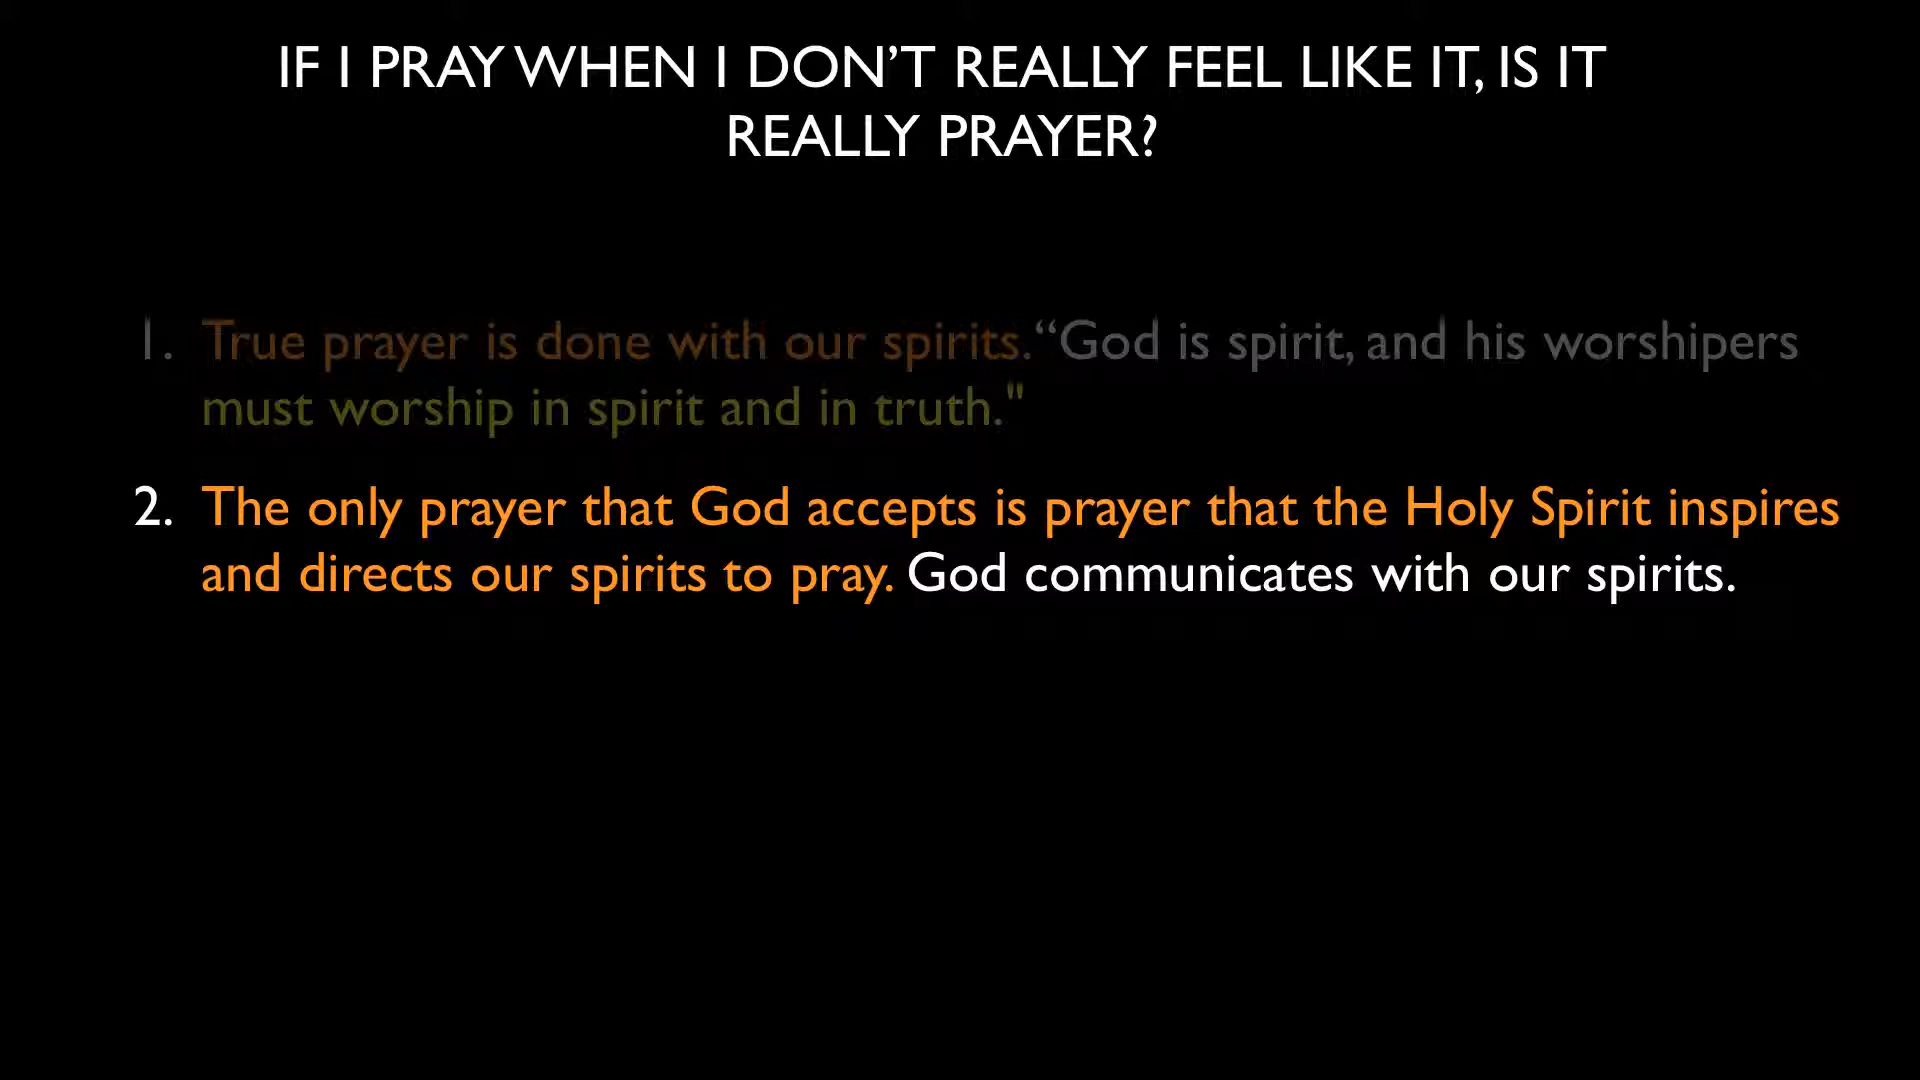 IF I PRAY WHEN I DON’T REALLY FEEL LIKE IT, IS IT
REALLY PRAYER?
1. True prayer is done with our spirits. “God is spirit, and his worshipers
must worship in spirit and in truth."
2. The only prayer that God accepts is prayer that the Holy Spirit inspires
and directs our spirits to pray. God communicates with our spirits.